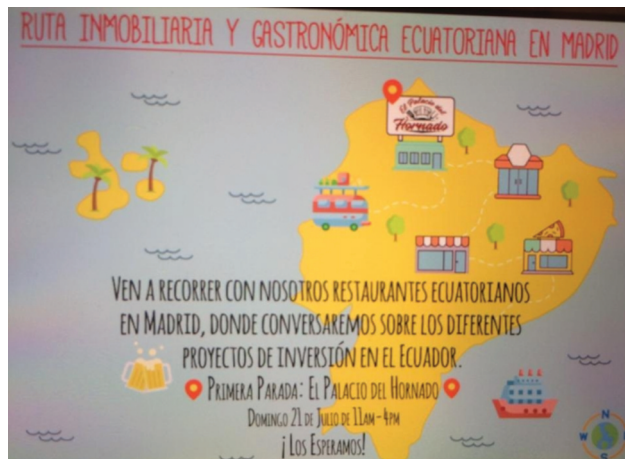 RUTA INMOBILIARIA Y GASTRONÓMICA ECUATORIANA EN MADRID
El Palacio del
Hornado
VEN A RECORRER CON NOSOTROS RESTAURANTES ECUATORIANOS
EN MADRID, DONDE CONVERSAREMOS SOBRE LOS DIFERENTES
PROYECTOS DE INVERSIÓN EN EL ECUADOR.
PRIMERA PARADA: EL PALACIO DEL HORNADO
DOMINGO 21 DE JULIO DE 11AM-4PM
¡LOS ESPERAMOS!
N
W
S